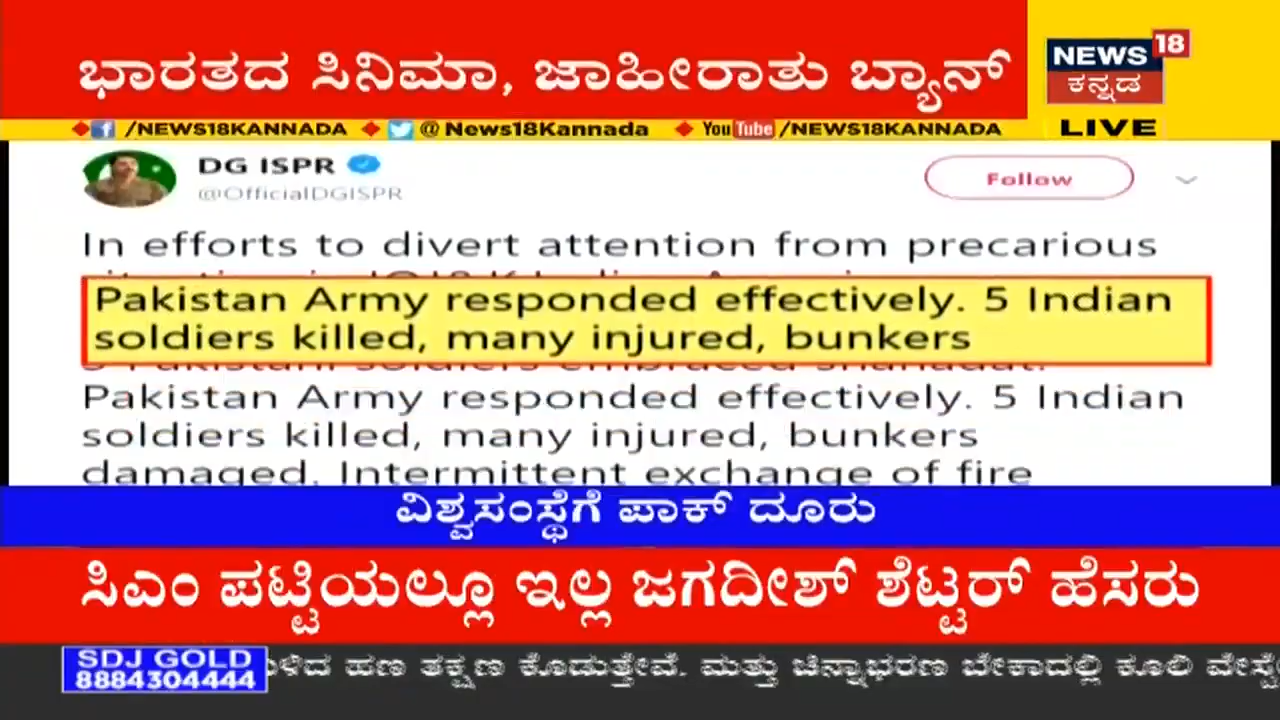 ಭಾರತದ ಸಿನಿಮಾ, ಜಾಹೀರಾತು ಬ್ಯಾನ್
NEWS 18
ಕನ್ನಡ
f /NEWS18KANNADA @News18Kannada YouTube /NEWS18KANNADA
LIVE
DG ISPR
@OfficialDGISPR
Follow
In efforts to divert attention from precarious
Pakistan Army responded effectively. 5 Indian
soldiers killed, many injured, bunkers
Pakistan Army responded effectively. 5 Indian
soldiers killed, many injured, bunkers
damaged. Intermittent exchange of fire
ವಿಶ್ವಸಂಸ್ಥೆಗೆ ಪಾಕ್ ದೂರು
ಸಿಎಂ ಪಟ್ಟಿಯಲ್ಲೂ ಇಲ್ಲ ಜಗದೀಶ್ ಶೆಟ್ಟರ್ ಹೆಸರು
SDJ GOLD
8884304444
ಹಣ ತಕ್ಷಣ ಕೊಡುತ್ತೇವೆ. ಮತ್ತು ಚಿನ್ನಾಭರಣ ಬೇಕಾದಲ್ಲಿ ಕೂಲಿ